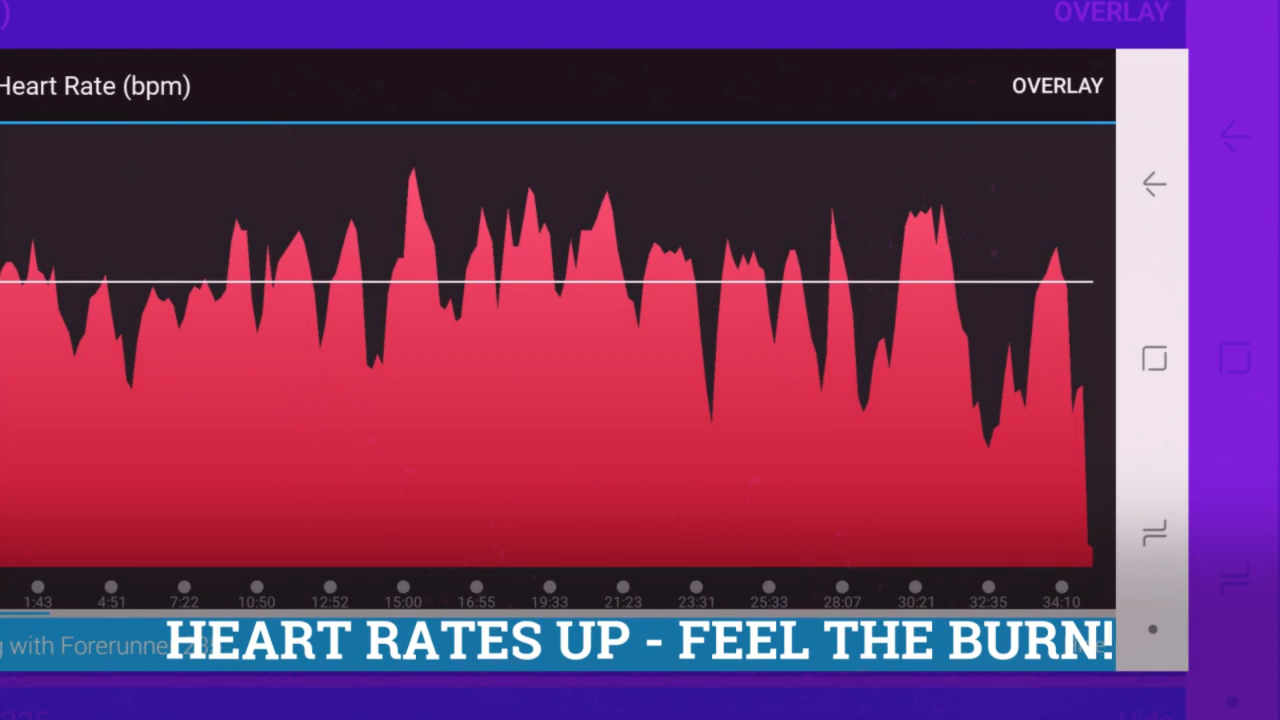 )
OVERLAY
Heart Rate (bpm)
OVERLAY
1:43 4:51 7:22 10:50 12:52 15:00 16:55 19:33 21:23 23:31 25:33 28:07 30:21 32:35 34:10
g with Forerunner
HEART RATES UP - FEEL THE BURN!